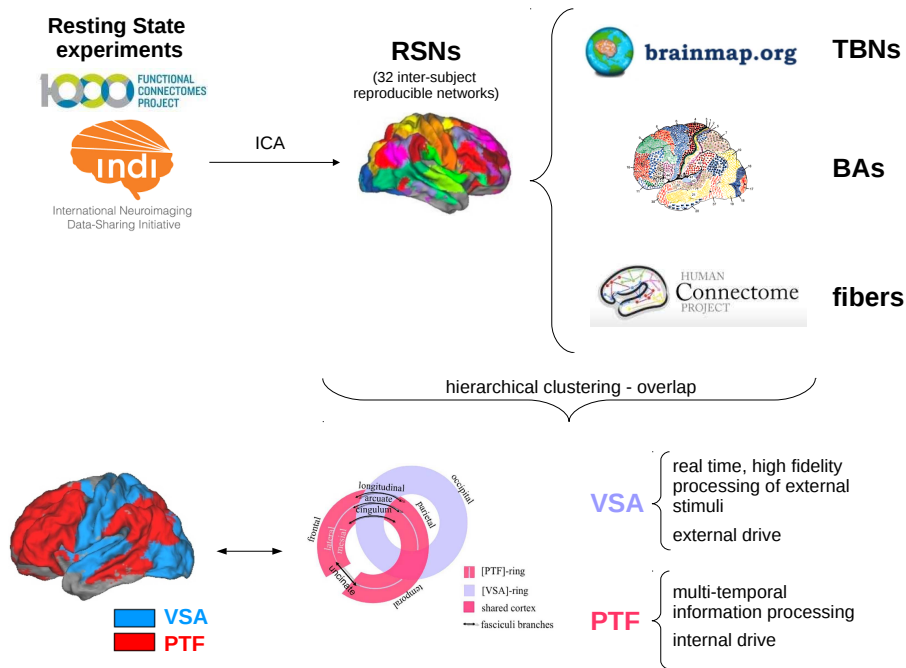 Resting State
experiments
1000
FUNCTIONAL
CONNECTOMES
PROJECT
indi
International Neuroimaging
Data-Sharing Initiative
ICA
RSNs
(32 inter-subject
reproducible networks)
brainmap.org
TBNs
BAs
HUMAN
Connectome
PROJECT
fibers
hierarchical clustering - overlap
VSA
PTF
frontal
lateral
mesial
longitudinal
arcuate
cingulum
uncinate
parietal
occipital
temporal
[PTF]-ring
[VSA]-ring
shared cortex
fasciculi branches
VSA
real time, high fidelity
processing of external
stimuli
external drive
PTF
multi-temporal
information processing
internal drive